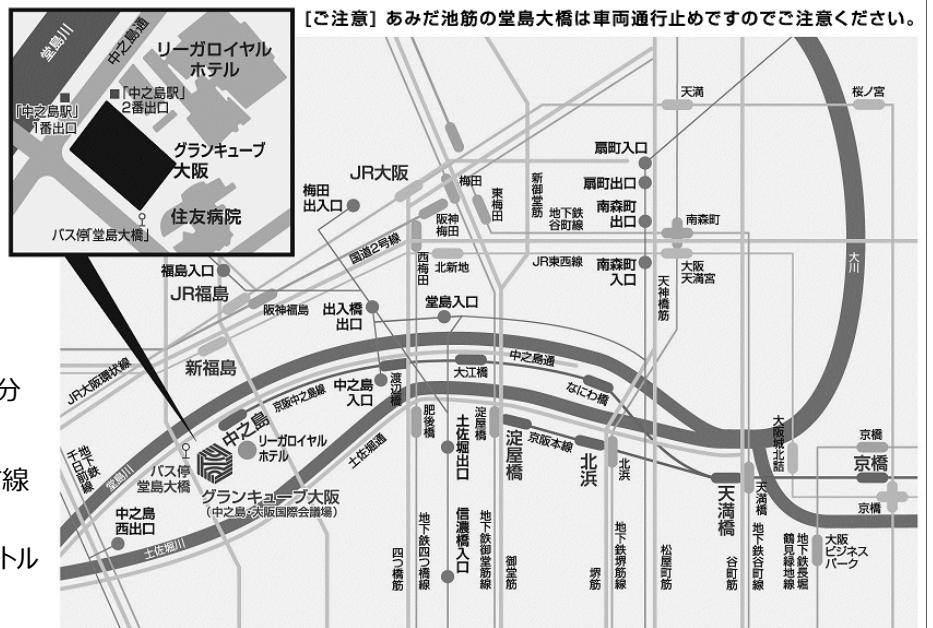 [ご注意] あみだ池筋の堂島大橋は車両通行止めですのでご注意ください。
堂島川
中之島通
リーガロイヤル
ホテル
「中之島駅」
2番出口
「中之島駅」
1番出口
グランキューブ
大阪
住友病院
バス停「堂島大橋」
天満
桜ノ宮
扇町入口
扇町出口
南森町
出口
南森町
南森町
入口
大阪
天満宮
JR大阪
梅田
東梅田
新御堂筋
地下鉄
谷町線
梅田
出入口
阪神
梅田
国道2号線
西梅田
北新地
JR東西線
天神橋筋
大川
福島入口
JR福島
阪神福島
出入橋
出口
堂島入口
新福島
JR大阪環状線
中之島通
大江橋
なにわ橋
中之島
入口
渡辺橋
京阪中之島線
中之島
リーガロイヤル
ホテル
肥後橋
土佐堀出口
淀屋橋
淀屋橋
京阪本線
北浜
北浜
大阪城北詰
京橋
京橋
京橋
分
地下鉄
千日前線
堂島川
バス停
堂島大橋
土佐堀通
グランキューブ大阪
(中之島・大阪国際会議場)
天満橋
天満橋
線
中之島
西出口
土佐堀川
トル
四つ橋筋
地下鉄四つ橋線
信濃橋入口
地下鉄御堂筋線
御堂筋
堺筋
地下鉄堺筋線
松屋町筋
谷町筋
地下鉄谷町線
地下鉄長堀
鶴見緑地線
大阪
ビジネス
パーク